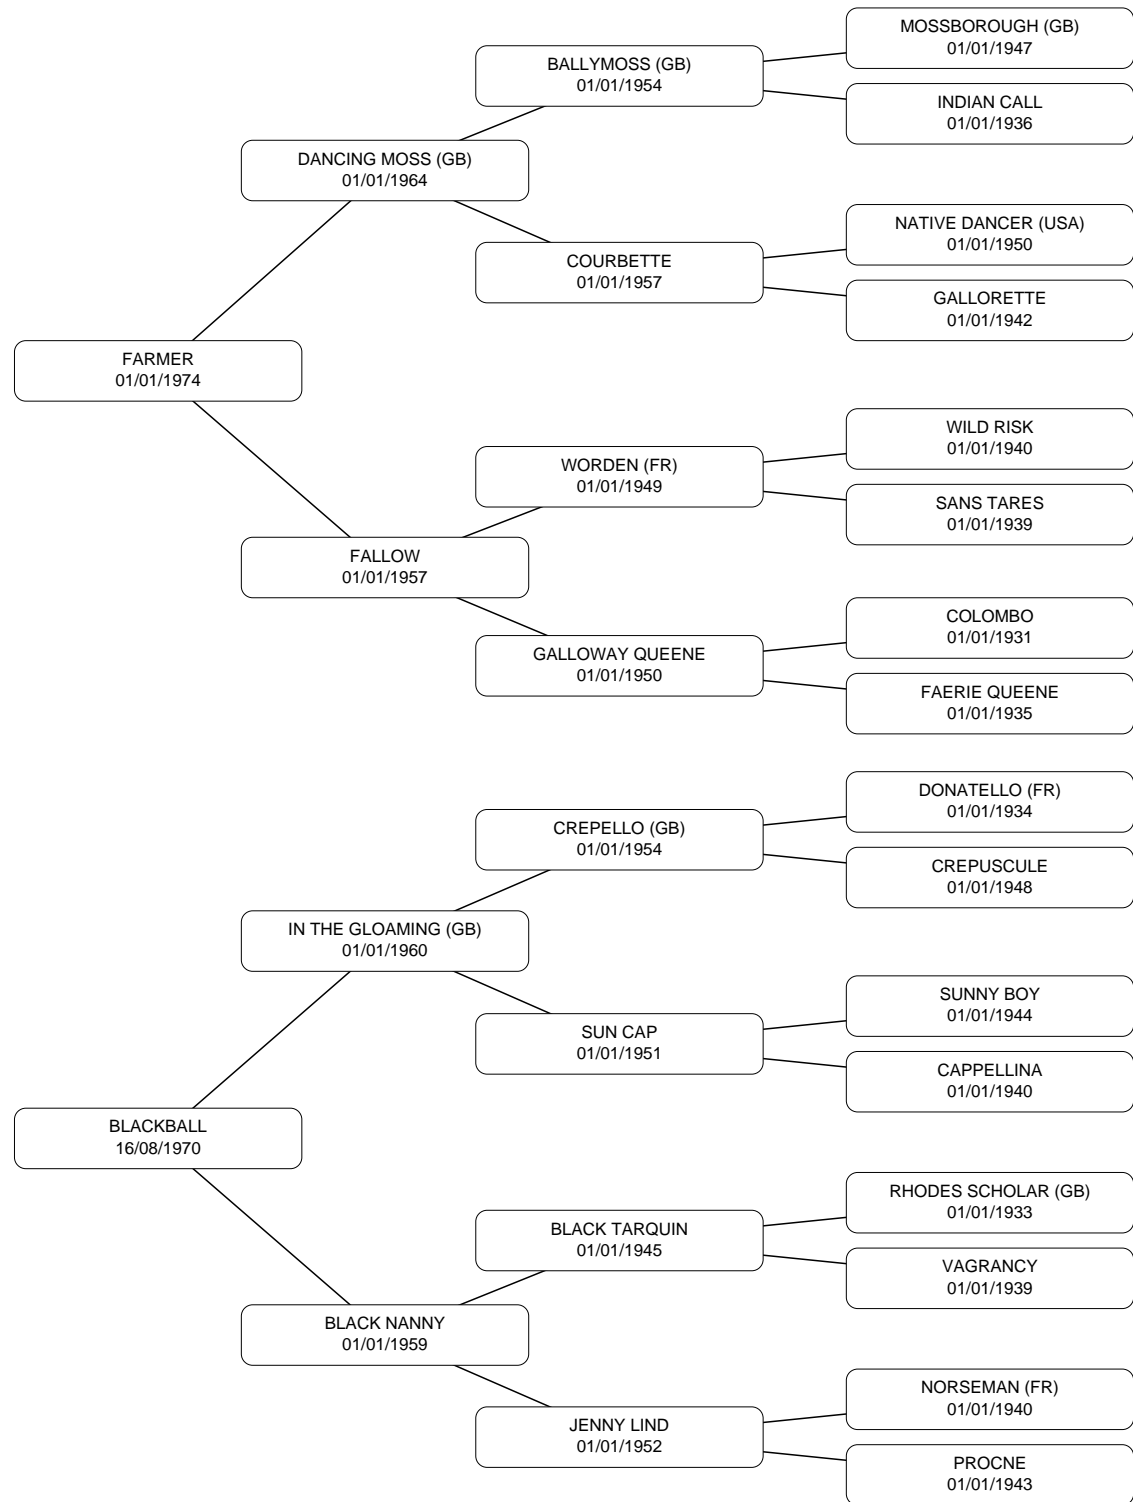 MOSSBOROUGH (GB)
01/01/1947
BALLYMOSS (GB)
01/01/1954
INDIAN CALL
01/01/1936
DANCING MOSS (GB)
01/01/1964
NATIVE DANCER (USA)
01/01/1950
COURBETTE
01/01/1957
GALLORETTE
01/01/1942
FARMER
01/01/1974
WILD RISK
01/01/1940
WORDEN (FR)
01/01/1949
SANS TARES
01/01/1939
FALLOW
01/01/1957
COLOMBO
01/01/1931
GALLOWAY QUEENE
01/01/1950
FAERIE QUEENE
01/01/1935
DONATELLO (FR)
01/01/1934
CREPELLO (GB)
01/01/1954
CREPUSCULE
01/01/1948
IN THE GLOAMING (GB)
01/01/1960
SUNNY BOY
01/01/1944
SUN CAP
01/01/1951
CAPPELLINA
01/01/1940
BLACKBALL
16/08/1970
RHODES SCHOLAR (GB)
01/01/1933
BLACK TARQUIN
01/01/1945
VAGRANCY
01/01/1939
BLACK NANNY
01/01/1959
NORSEMAN (FR)
01/01/1940
JENNY LIND
01/01/1952
PROCNE
01/01/1943